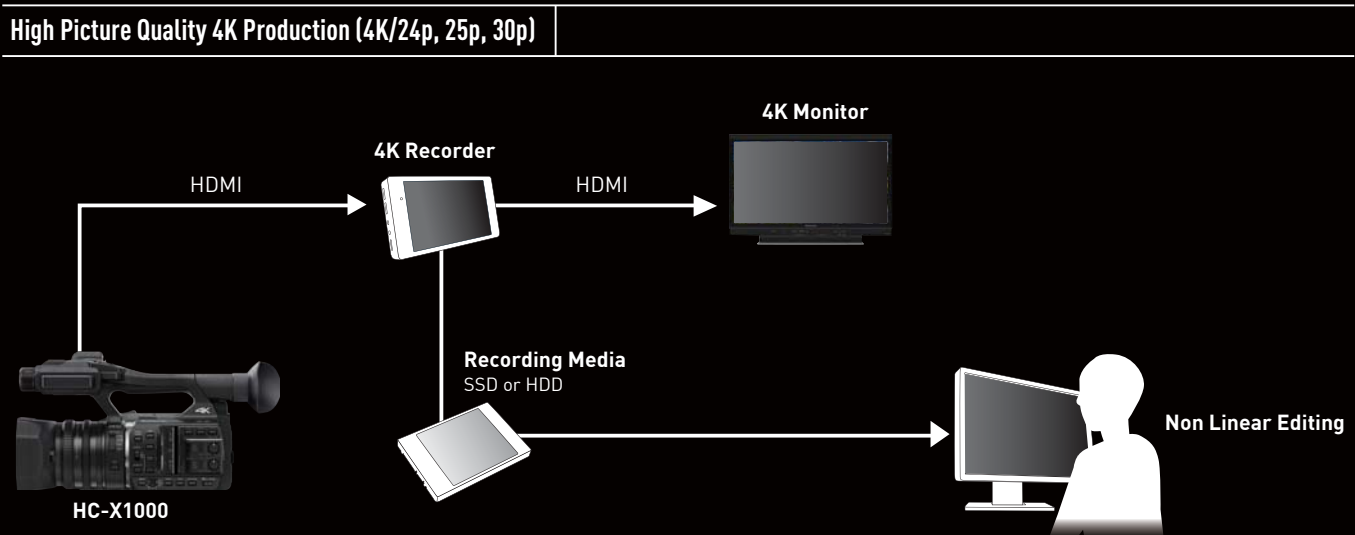 High Picture Quality 4K Production (4K/24p, 25p, 30p)
4K Monitor
4K Recorder
HDMI
HDMI
Recording Media
SSD or HDD
4K
Non Linear Editing
HC-X1000